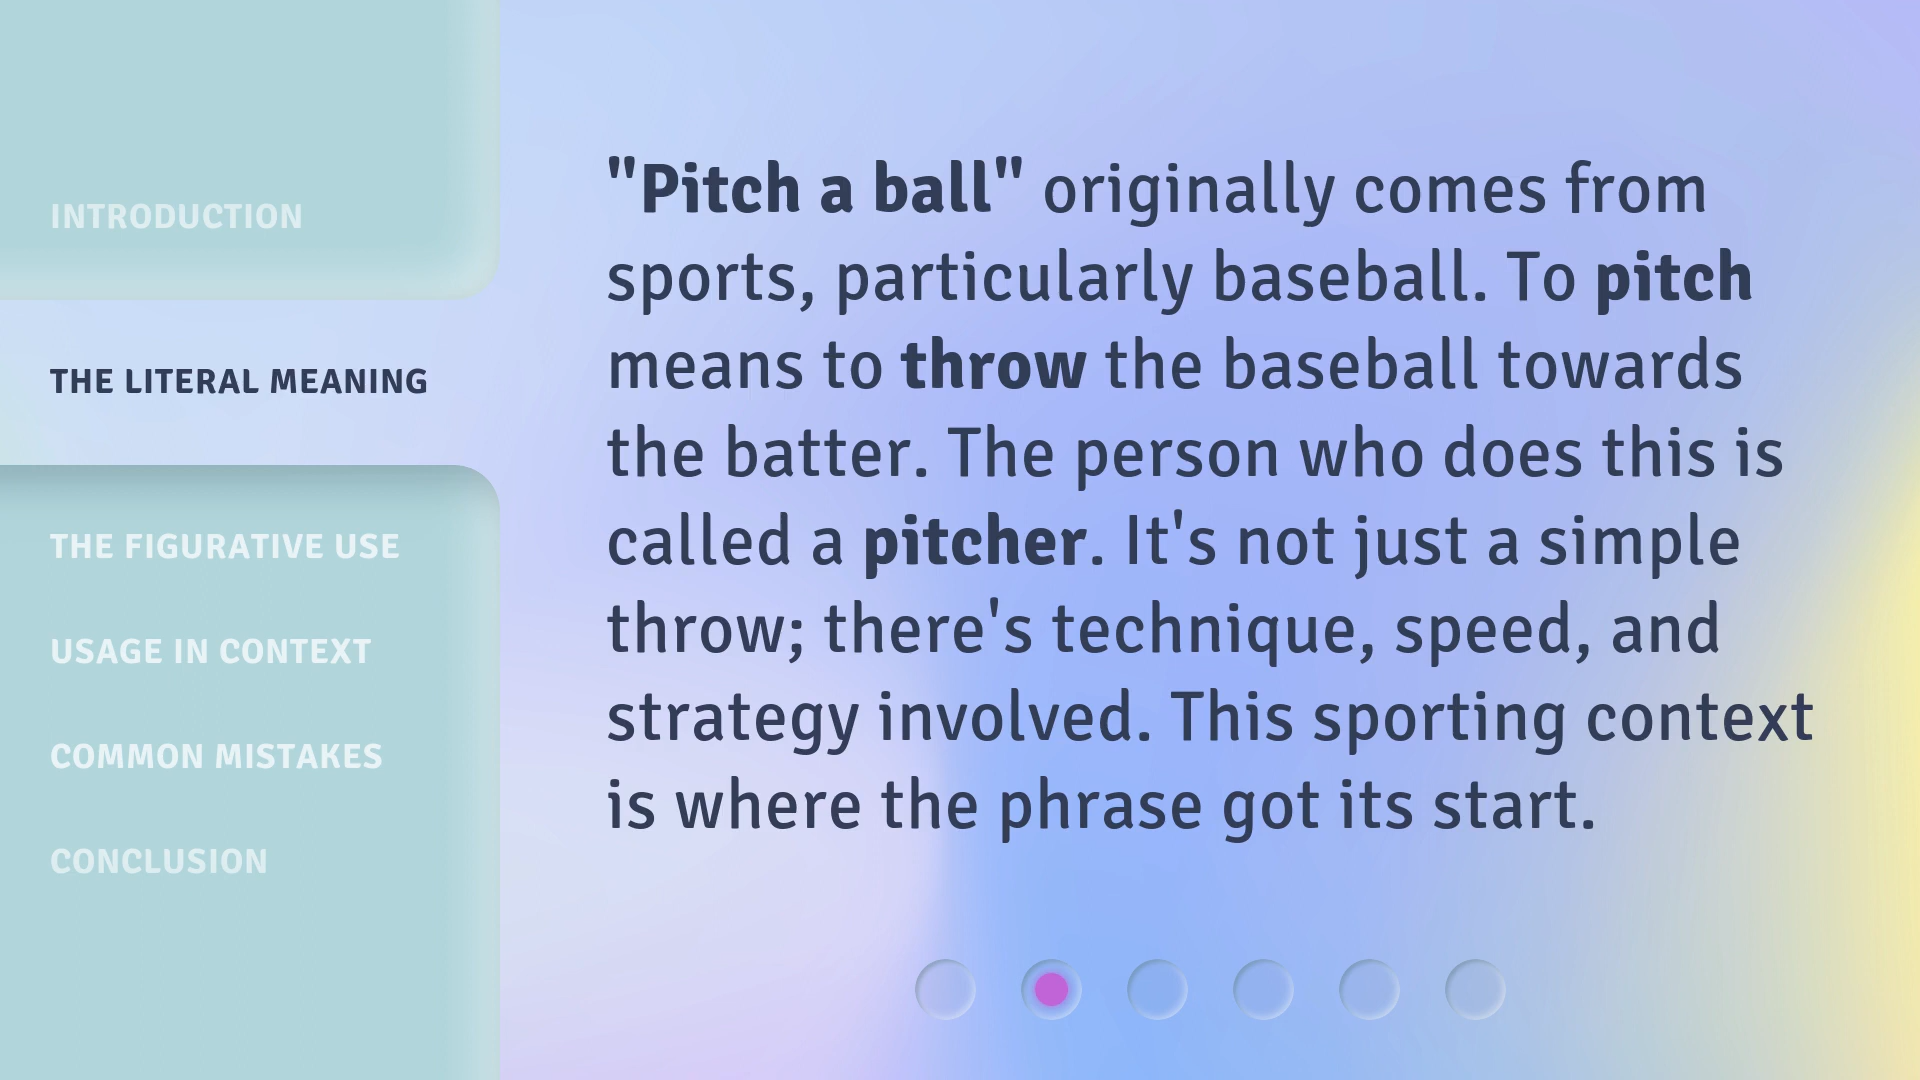 INTRODUCTION
THE LITERAL MEANING
THE FIGURATIVE USE
USAGE IN CONTEXT
COMMON MISTAKES
CONCLUSION
"Pitch a ball" originally comes from
sports, particularly baseball. To pitch
means to throw the baseball towards
the batter. The person who does this is
called a pitcher. It's not just a simple
throw; there's technique, speed, and
strategy involved. This sporting context
is where the phrase got its start.